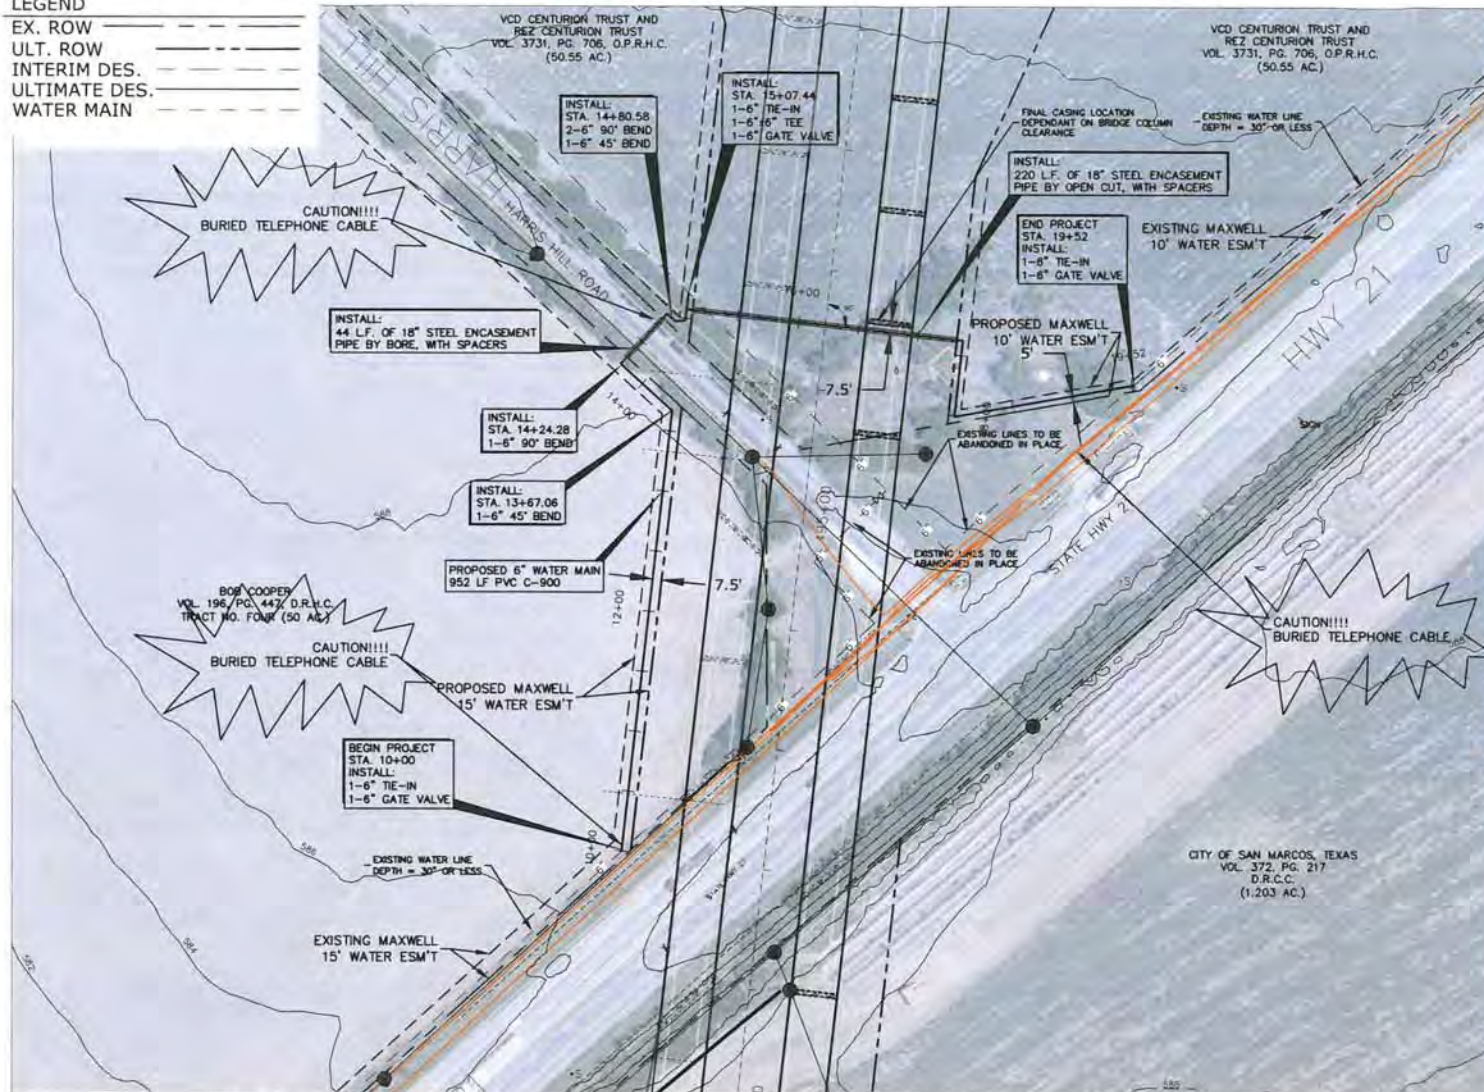 LEGEND
EX. ROW
ULT. ROW
INTERIM DES.
ULTIMATE DES.
WATER MAIN
VCD CENTURION TRUST AND
REZ CENTURION TRUST
VOL. 3731, PG. 706, O.P.R.H.C.
(50.55 AC.)
VCD CENTURION TRUST AND
REZ CENTURION TRUST
VOL. 3731, PG. 706, O.P.R.H.C.
(50.55 AC.)
HARRIS HILL
HARRIS HILL
HARRIS HILL ROAD
INSTALL:
STA. 14+80.58
2-6" 90° BEND
1-6" 45° BEND
INSTALL:
STA. 15+07.44
1-6" TIE-IN
1-6"x6" TEE
1-6" GATE VALVE
FINAL CASING LOCATION
DEPENDANT ON BRIDGE COLUMN
CLEARANCE
EXISTING WATER LINE
DEPTH = 30" OR LESS
INSTALL:
220 L.F. OF 18" STEEL ENCASEMENT
PIPE BY OPEN CUT, WITH SPACERS
END PROJECT
STA. 19+52
INSTALL:
1-6" TIE-IN
1-6" GATE VALVE
EXISTING MAXWELL
10' WATER ESM'T
CAUTION!!!!
BURIED TELEPHONE CABLE
INSTALL:
44 L.F. OF 18" STEEL ENCASEMENT
PIPE BY BORE, WITH SPACERS
PROPOSED MAXWELL
10' WATER ESM'T
5'
HWY 21
7.5'
14+00
INSTALL:
STA. 14+24.28
1-6" 90° BEND
EXISTING LINES TO BE
ABANDONED IN PLACE
INSTALL:
STA. 13+67.06
1-6" 45° BEND
STATE HWY 2
EXISTING LINES TO BE
ABANDONED IN PLACE
PROPOSED 6" WATER MAIN
952 LF PVC C-900
7.5'
12+00
588
BOB COOPER
VOL. 196, PG. 447, D.R.H.C.
TRACT NO. FOUR (50 AC.)
CAUTION!!!!
BURIED TELEPHONE CABLE
CAUTION!!!!
BURIED TELEPHONE CABLE
PROPOSED MAXWELL
15' WATER ESM'T
BEGIN PROJECT
STA. 10+00
INSTALL:
1-6" TIE-IN
1-6" GATE VALVE
10+00
586
EXISTING WATER LINE
DEPTH = 30" OR LESS
CITY OF SAN MARCOS, TEXAS
VOL. 372, PG. 217
D.R.C.C.
(1.203 AC.)
EXISTING MAXWELL
15' WATER ESM'T
584
582